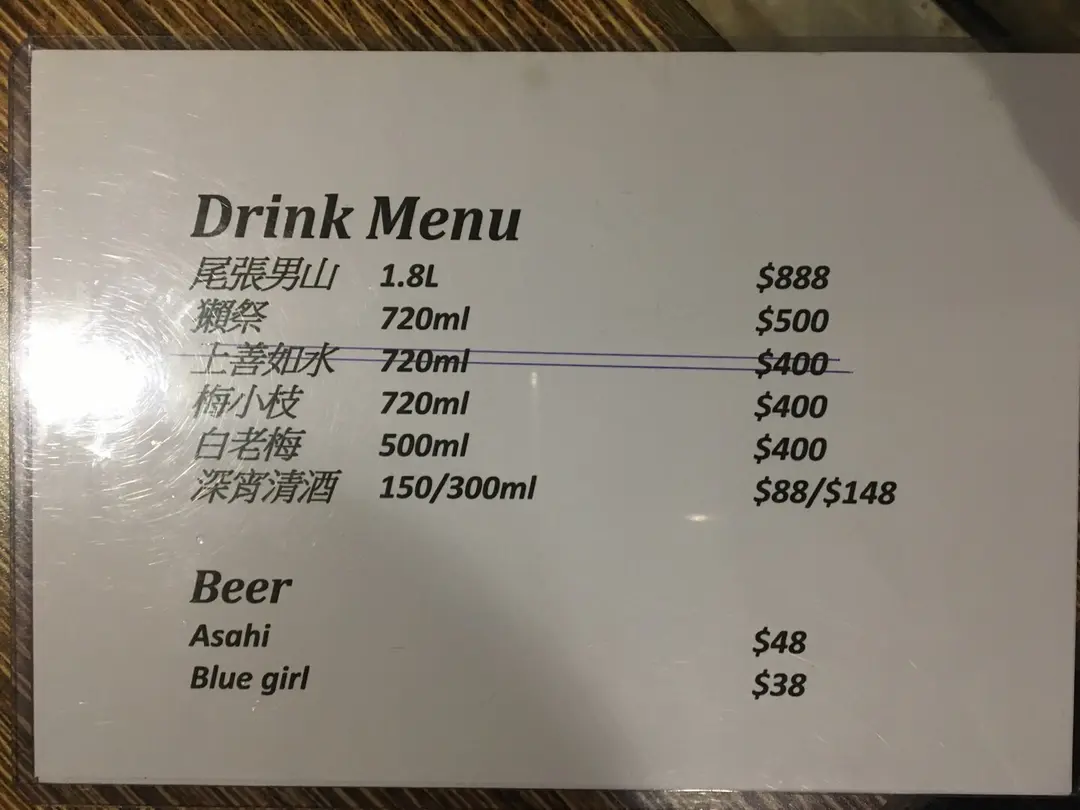 Drink Menu
尾張男山 1.8L $888
獺祭 720ml $500
上善如水 720ml $400
梅小枝 720ml $400
白老梅 500ml $400
深宵清酒 150/300ml $88/$148
Beer
Asahi $48
Blue girl $38